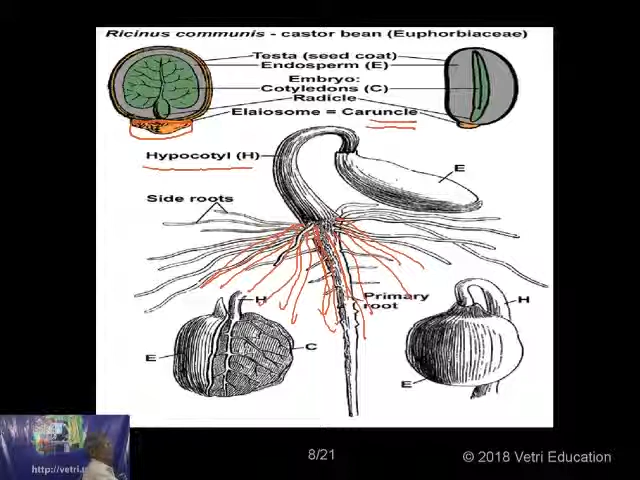 Ricinus communis - castor bean (Euphorbiaceae)
Testa (seed coat)
Endosperm (E)
Embryo:
Cotyledons (C)
Radicle
Elaiosome = Caruncle
Hypocotyl (H)
E
Side roots
Primary
root
H
C
E
H
E
8/21
© 2018 Vetri Education